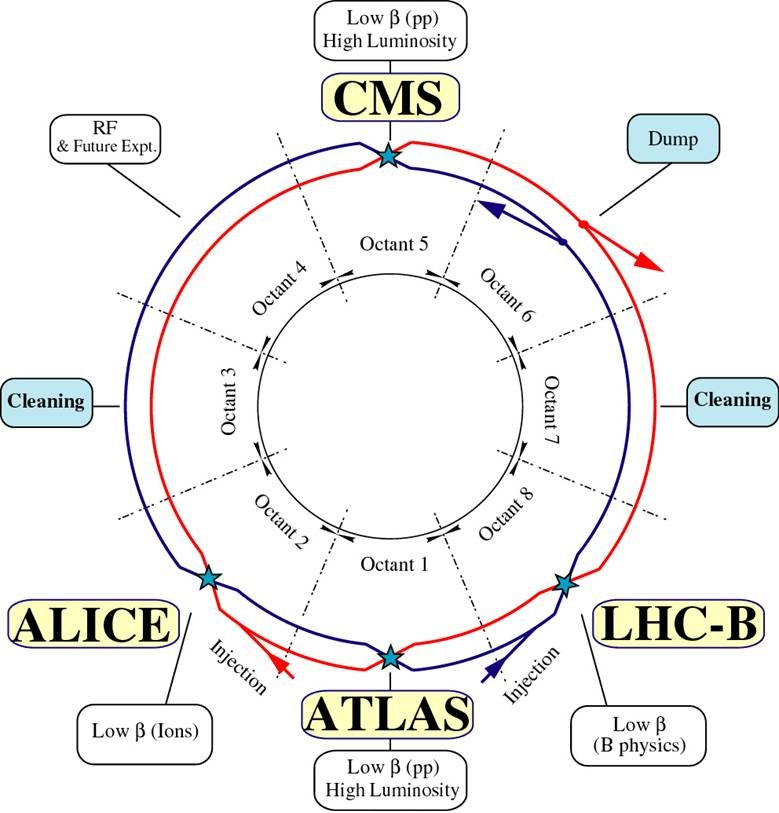 Low β (pp)
High Luminosity
CMS
RF
& Future Expt.
Dump
Octant 5
Octant 4
Octant 6
Cleaning
Octant 3
Octant 7
Cleaning
Octant 2
Octant 8
Octant 1
ALICE
LHC-B
Injection
Injection
ATLAS
Low β (Ions)
Low β
(B physics)
Low β (pp)
High Luminosity